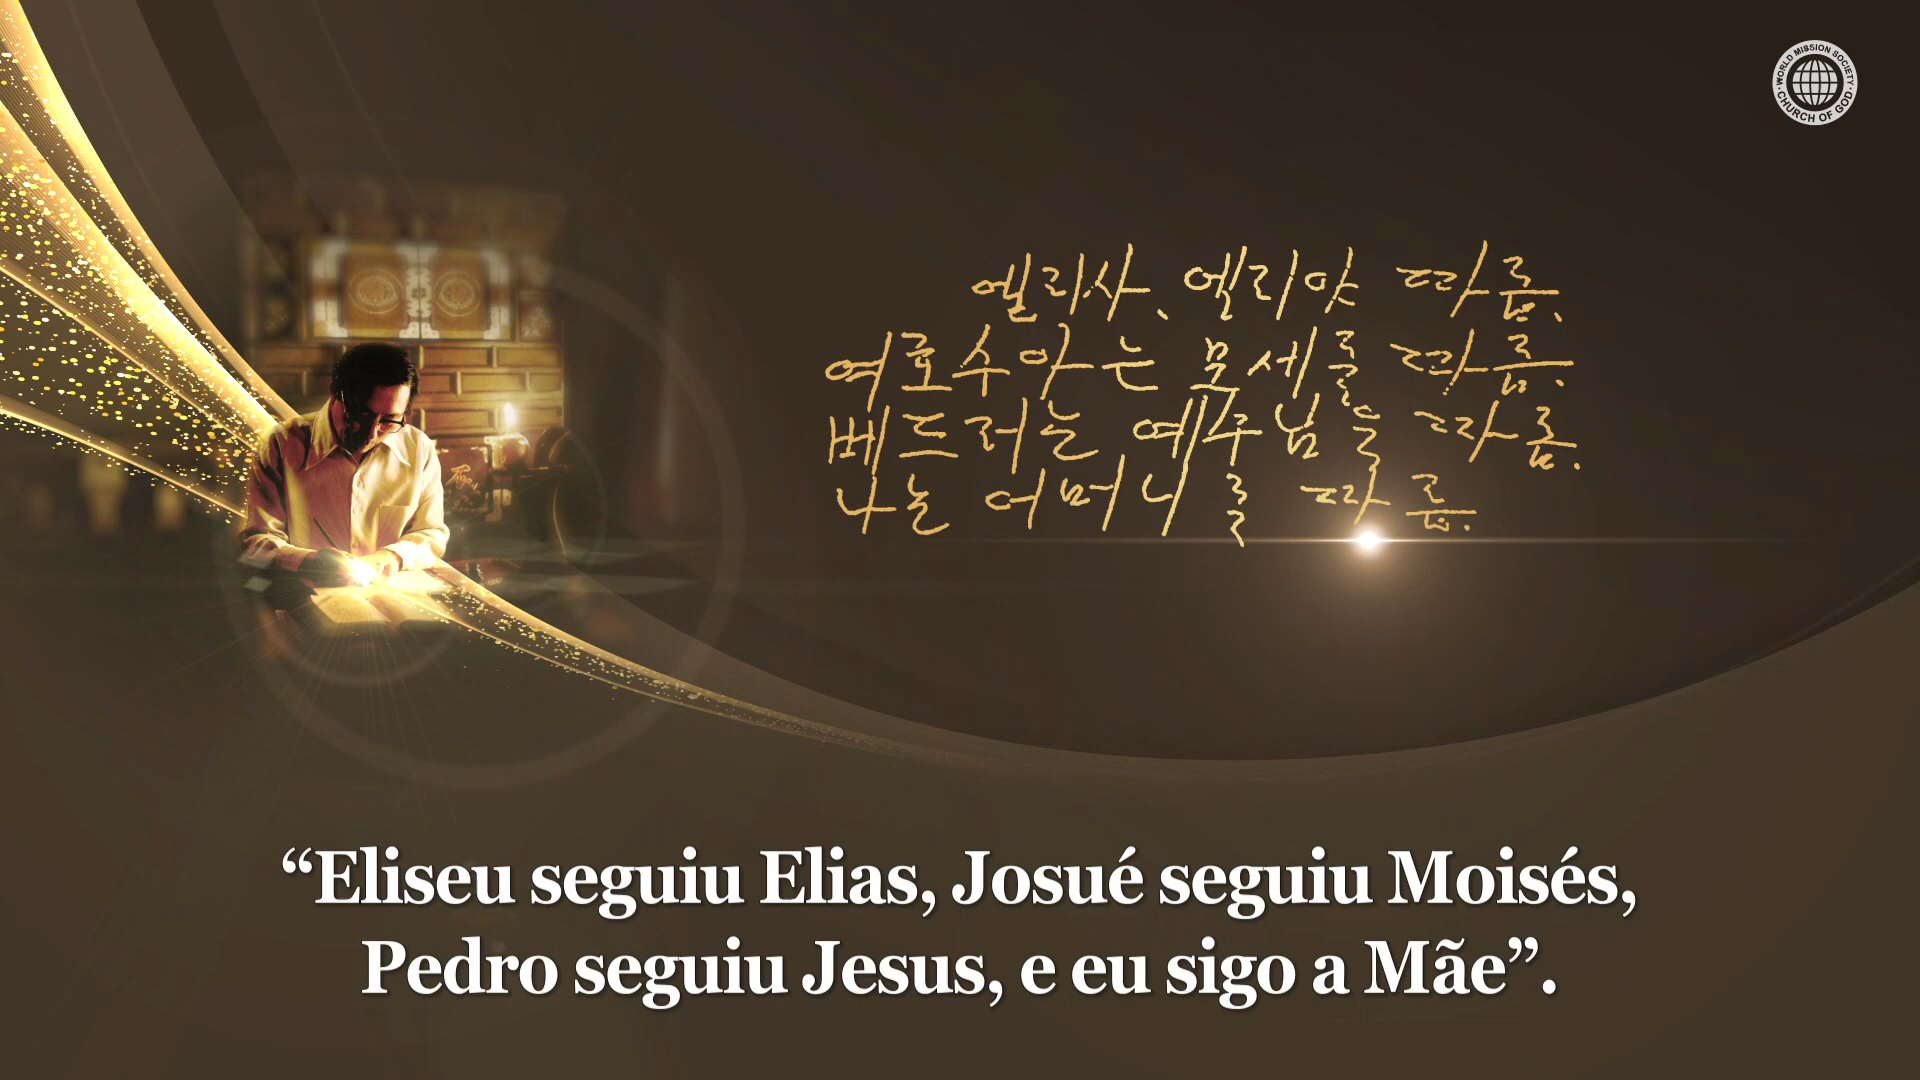 WORLD MISSION SOCIETY
CHURCH OF GOD
엘리사、엘리야 따름.
여호수아는 모세를 따름.
베드로는 예수님을 따름.
나는 어머니를 따름.
“Eliseu seguiu Elias, Josué seguiu Moisés,
Pedro seguiu Jesus, e eu sigo a Mãe”.